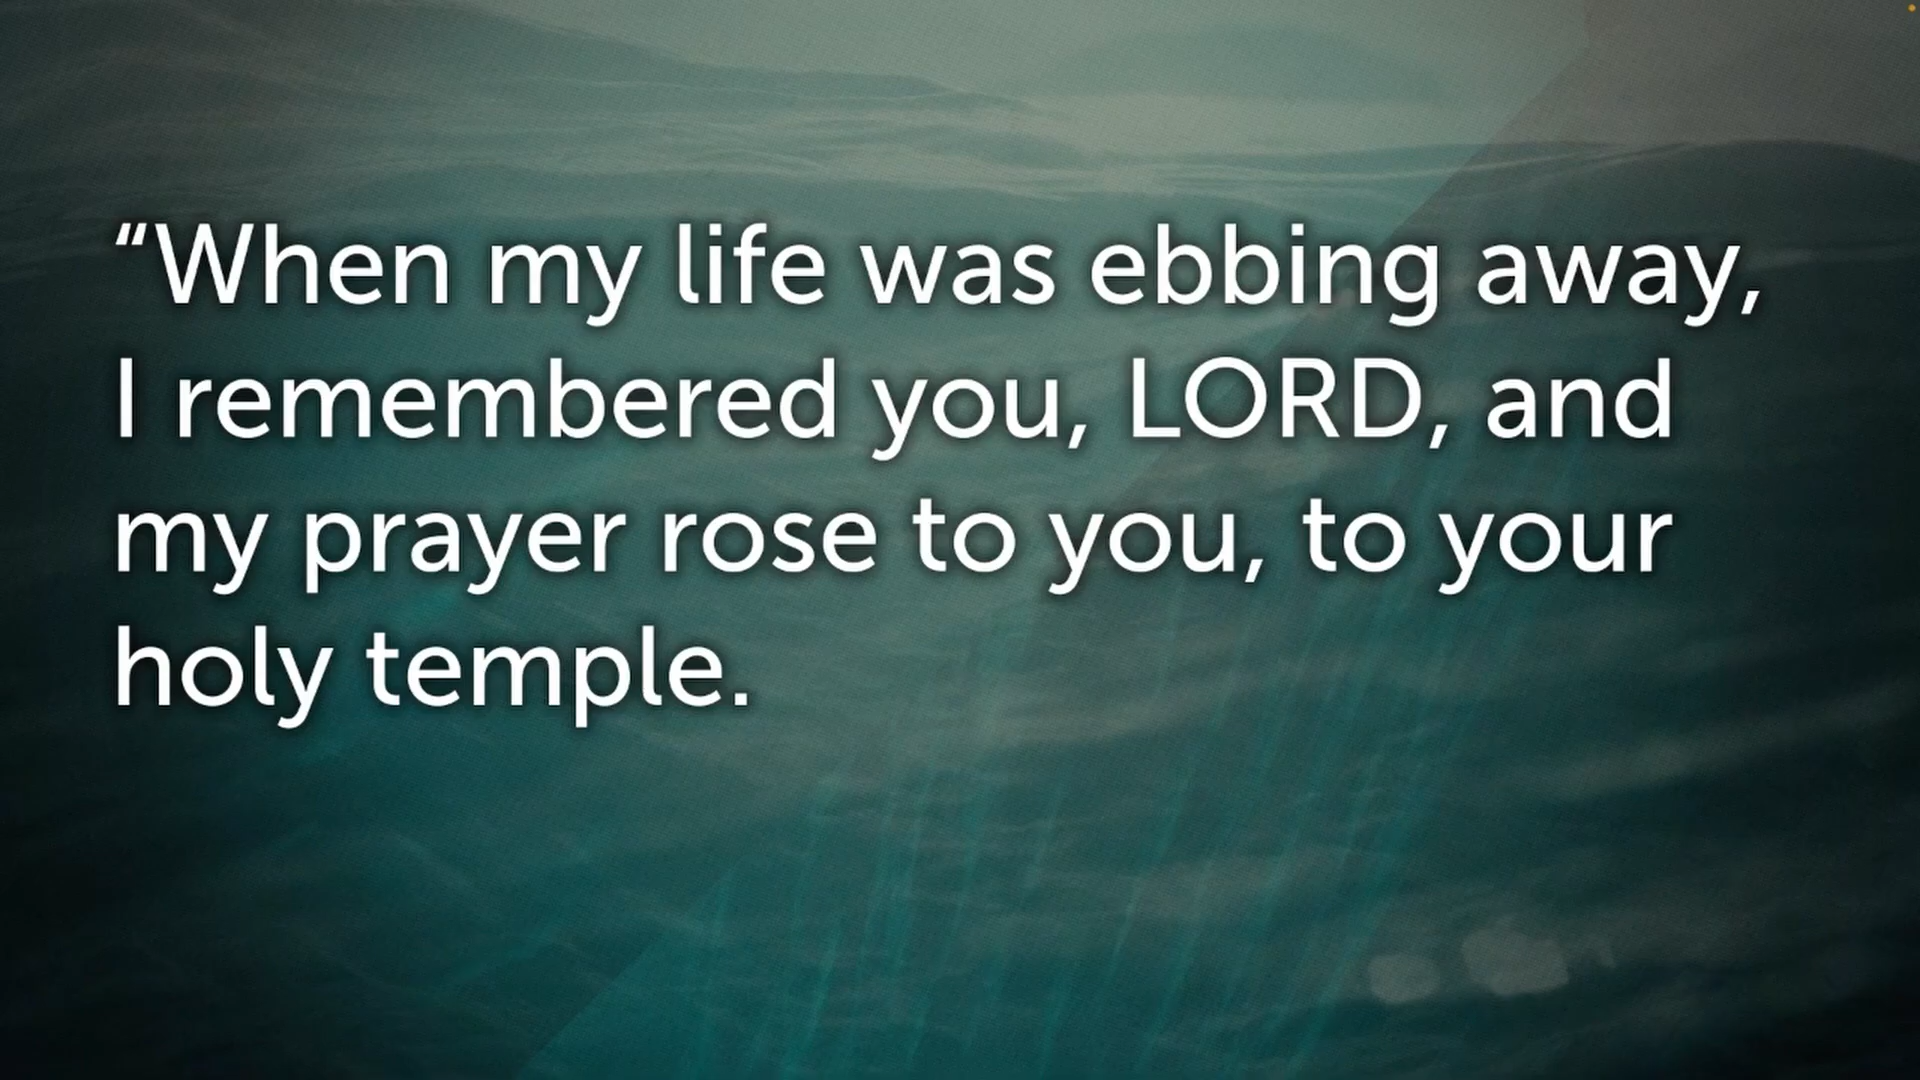 “When my life was ebbing away,
I remembered you, LORD, and
my prayer rose to you, to your
holy temple.